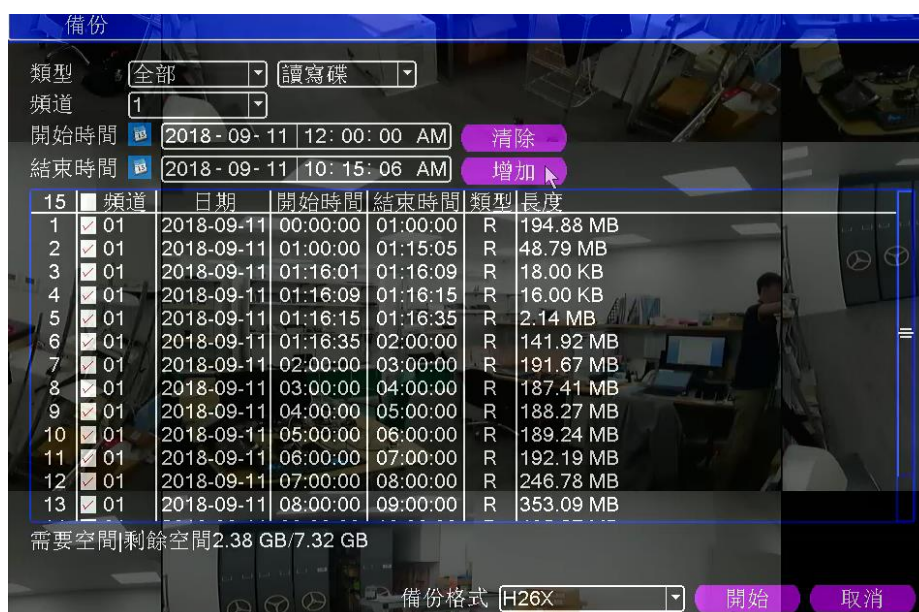 備份
類型 全部 讀寫碟
頻道 1
開始時間 2018-09-11 12:00:00 AM 清除
結束時間 2018-09-11 10:15:06 AM 增加
15 頻道 日期 開始時間 結束時間 類型 長度
1 01 2018-09-11 00:00:00 01:00:00 R 194.88 MB
2 01 2018-09-11 01:00:00 01:15:05 R 48.79 MB
3 01 2018-09-11 01:16:01 01:16:09 R 18.00 KB
4 01 2018-09-11 01:16:09 01:16:15 R 16.00 KB
5 01 2018-09-11 01:16:15 01:16:35 R 2.14 MB
6 01 2018-09-11 01:16:35 02:00:00 R 141.92 MB
7 01 2018-09-11 02:00:00 03:00:00 R 191.67 MB
8 01 2018-09-11 03:00:00 04:00:00 R 187.41 MB
9 01 2018-09-11 04:00:00 05:00:00 R 188.27 MB
10 01 2018-09-11 05:00:00 06:00:00 R 189.24 MB
11 01 2018-09-11 06:00:00 07:00:00 R 192.19 MB
12 01 2018-09-11 07:00:00 08:00:00 R 246.78 MB
13 01 2018-09-11 08:00:00 09:00:00 R 353.09 MB
需要空間|剩餘空間2.38 GB/7.32 GB
備份格式 H26X 開始 取消